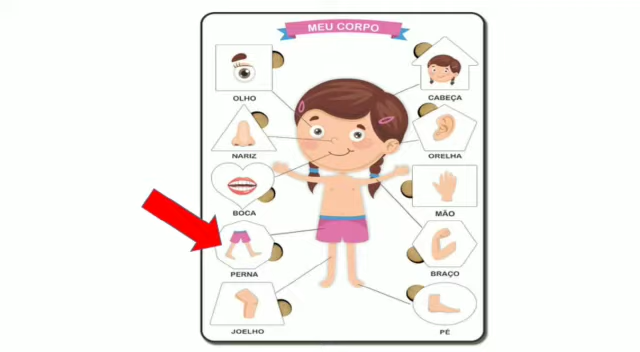 MEU CORPO
OLHO
CABEÇA
NARIZ
ORELHA
BOCA
MÃO
PERNA
BRAÇO
JOELHO
PÉ